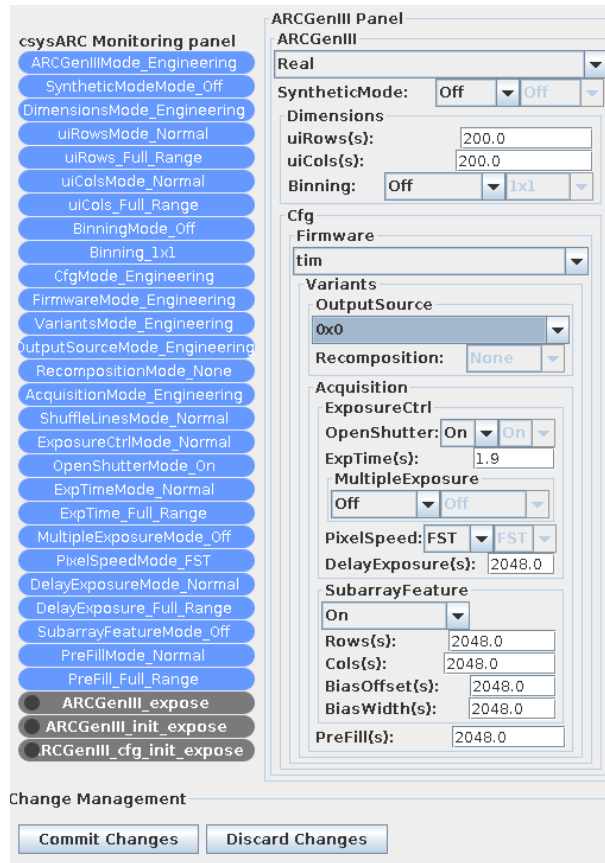 csysARC Monitoring panel
ARCGenIIIMode_Engineering
SyntheticModeMode_Off
DimensionsMode_Engineering
uiRowsMode_Normal
uiRows_Full_Range
uiColsMode_Normal
uiCols_Full_Range
BinningMode_Off
Binning_1x1
CfgMode_Engineering
FirmwareMode_Engineering
VariantsMode_Engineering
OutputSourceMode_Engineering
RecompositionMode_None
AcquisitionMode_Engineering
ShuffleLinesMode_Normal
ExposureCtrlMode_Normal
OpenShutterMode_On
ExpTimeMode_Normal
ExpTime_Full_Range
MultipleExposureMode_Off
PixelSpeedMode_FST
DelayExposureMode_Normal
DelayExposure_Full_Range
SubarrayFeatureMode_Off
PreFillMode_Normal
PreFill_Full_Range
ARCGenIII_expose
ARCGenIII_init_expose
RCGenIII_cfg_init_expose
ARCGenIII Panel
ARCGenIII
Real
SyntheticMode: Off Off
Dimensions
uiRows{s}: 200.0
uiCols{s}: 200.0
Binning: Off 1x1
Cfg
Firmware
tim
Variants
OutputSource
0x0
Recomposition: None
Acquisition
ExposureCtrl
OpenShutter: On On
ExpTime{s}: 1.9
MultipleExposure
Off Off
PixelSpeed: FST FST
DelayExposure{s}: 2048.0
SubarrayFeature
On
Rows{s}: 2048.0
Cols{s}: 2048.0
BiasOffset{s}: 2048.0
BiasWidth{s}: 2048.0
PreFill{s}: 2048.0
Change Management
Commit Changes Discard Changes